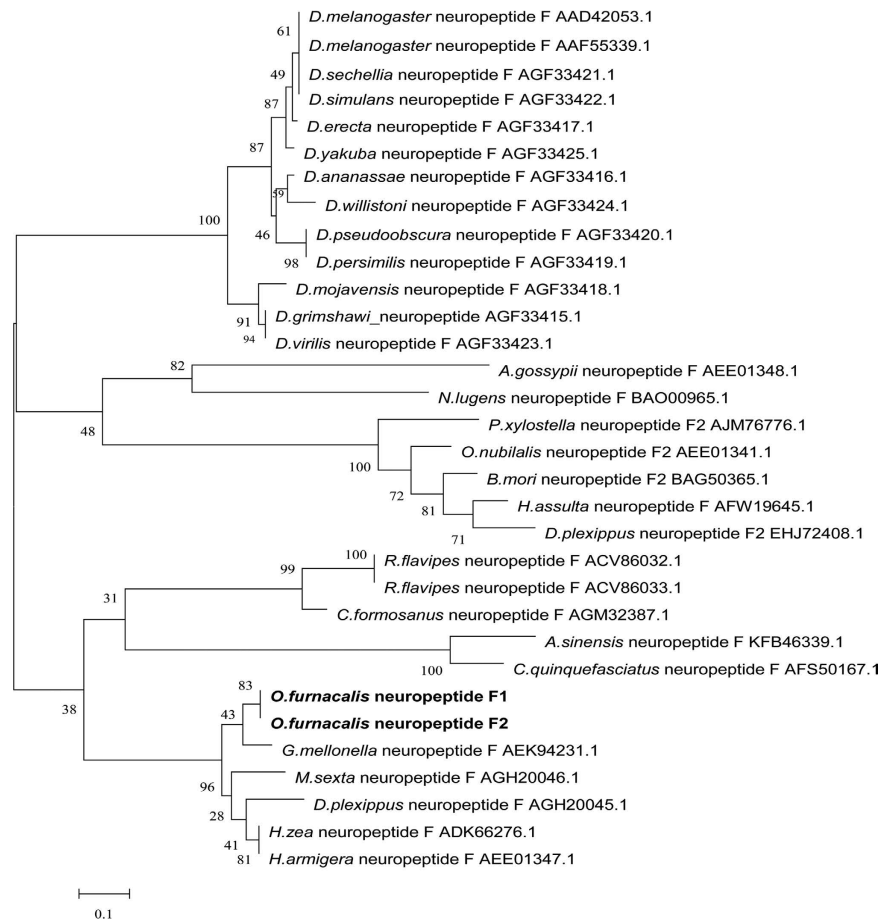 D.melanogaster neuropeptide F AAD42053.1
61
D.melanogaster neuropeptide F AAF55339.1
D.sechellia neuropeptide F AGF33421.1
49
D.simulans neuropeptide F AGF33422.1
87
D.erecta neuropeptide F AGF33417.1
87
D.yakuba neuropeptide F AGF33425.1
D.ananassae neuropeptide F AGF33416.1
59
D.willistoni neuropeptide F AGF33424.1
100
46
D.pseudoobscura neuropeptide F AGF33420.1
98
D.persimilis neuropeptide F AGF33419.1
D.mojavensis neuropeptide F AGF33418.1
91
D.grimshawi_neuropeptide AGF33415.1
94
D.virilis neuropeptide F AGF33423.1
82
A.gossypii neuropeptide F AEE01348.1
N.lugens neuropeptide F BAO00965.1
48
P.xylostella neuropeptide F2 AJM76776.1
O.nubilalis neuropeptide F2 AEE01341.1
100
B.mori neuropeptide F2 BAG50365.1
72
H.assulta neuropeptide F AFW19645.1
81
D.plexippus neuropeptide F2 EHJ72408.1
71
100
R.flavipes neuropeptide F ACV86032.1
99
R.flavipes neuropeptide F ACV86033.1
31
C.formosanus neuropeptide F AGM32387.1
A.sinensis neuropeptide F KFB46339.1
100
C.quinquefasciatus neuropeptide F AFS50167.1
83
O.furnacalis neuropeptide F1
38
43
O.furnacalis neuropeptide F2
G.mellonella neuropeptide F AEK94231.1
M.sexta neuropeptide F AGH20046.1
96
D.plexippus neuropeptide F AGH20045.1
28
H.zea neuropeptide F ADK66276.1
41
81
H.armigera neuropeptide F AEE01347.1
0.1